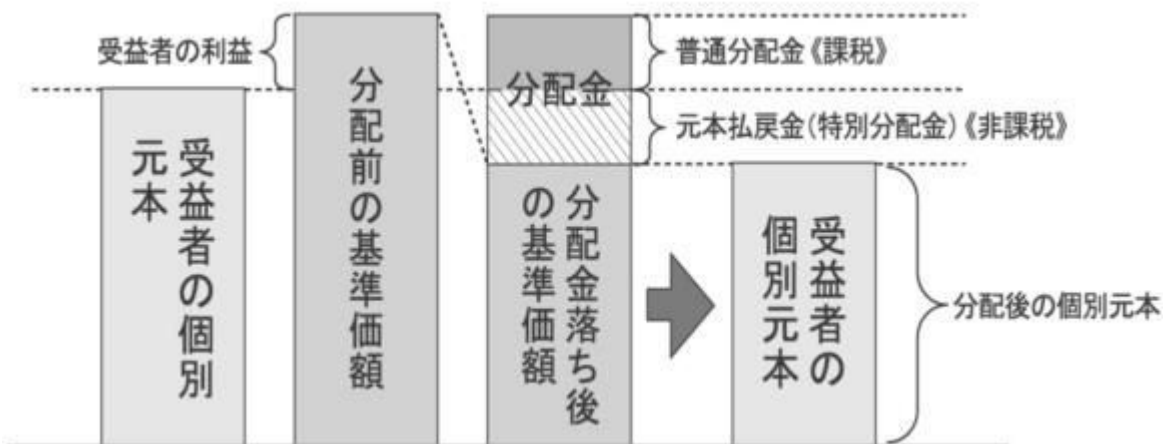 受益者の利益
普通分配金《課税》
分配金
元本払戻金(特別分配金)《非課税》
受益者の個別
元本
分配前の基準価額
分配金落ち後
の基準価額
受益者の
個別元本
分配後の個別元本